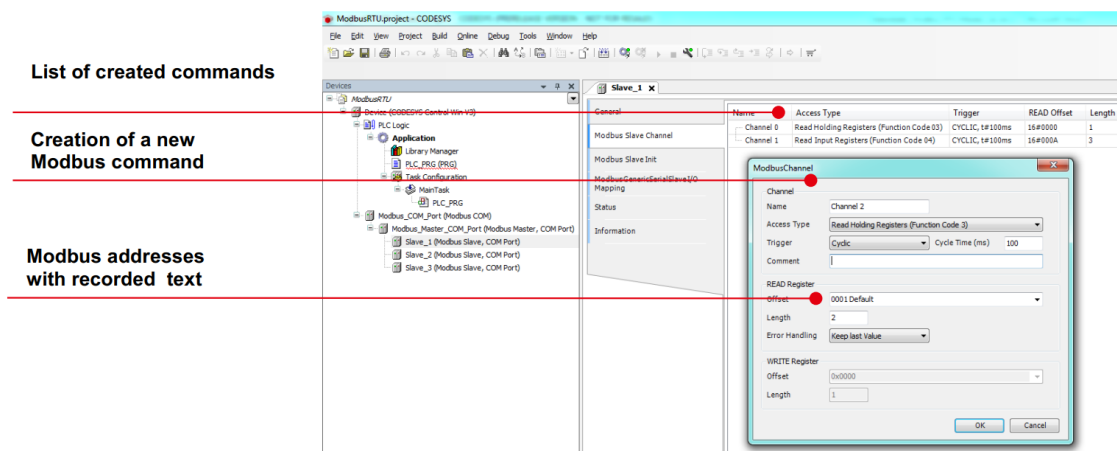 ModbusRTU.project - CODESYS
File Edit View Project Build Online Debug Tools Window Help
List of created commands
Creation of a new
Modbus command
Modbus addresses
with recorded text
Devices
ModbusRTU
Device (CODESYS Control Win V3)
PLC Logic
Application
Library Manager
PLC_PRG (PRG)
Task Configuration
MainTask
PLC_PRG
Modbus_COM_Port (Modbus COM)
Modbus_Master_COM_Port (Modbus Master, COM Port)
Slave_1 (Modbus Slave, COM Port)
Slave_2 (Modbus Slave, COM Port)
Slave_3 (Modbus Slave, COM Port)
Slave_1 x
General
Modbus Slave Channel
Modbus Slave Init
ModbusGenericSerialSlave I/O
Mapping
Status
Information
Name Access Type Trigger READ Offset Length
Channel 0 Read Holding Registers (Function Code 03) CYCLIC, t#100ms 16#0000 1
Channel 1 Read Input Registers (Function Code 04) CYCLIC, t#100ms 16#000A 3
ModbusChannel
Channel
Name Channel 2
Access Type Read Holding Registers (Function Code 3)
Trigger Cyclic Cycle Time (ms) 100
Comment
READ Register
Offset 0001 Default
Length 2
Error Handling Keep last Value
WRITE Register
Offset 0x0000
Length 1
OK Cancel